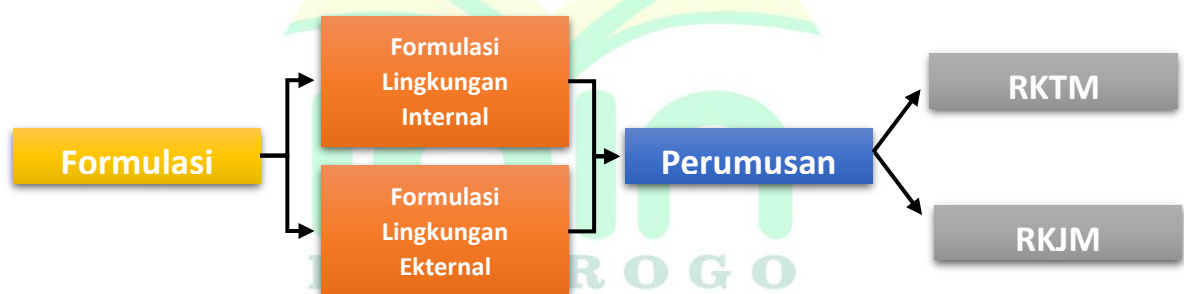 Formulasi
Formulasi
Lingkungan
Internal
Formulasi
Lingkungan
Ekternal
Perumusan
RKTM
RKJM
R O G O